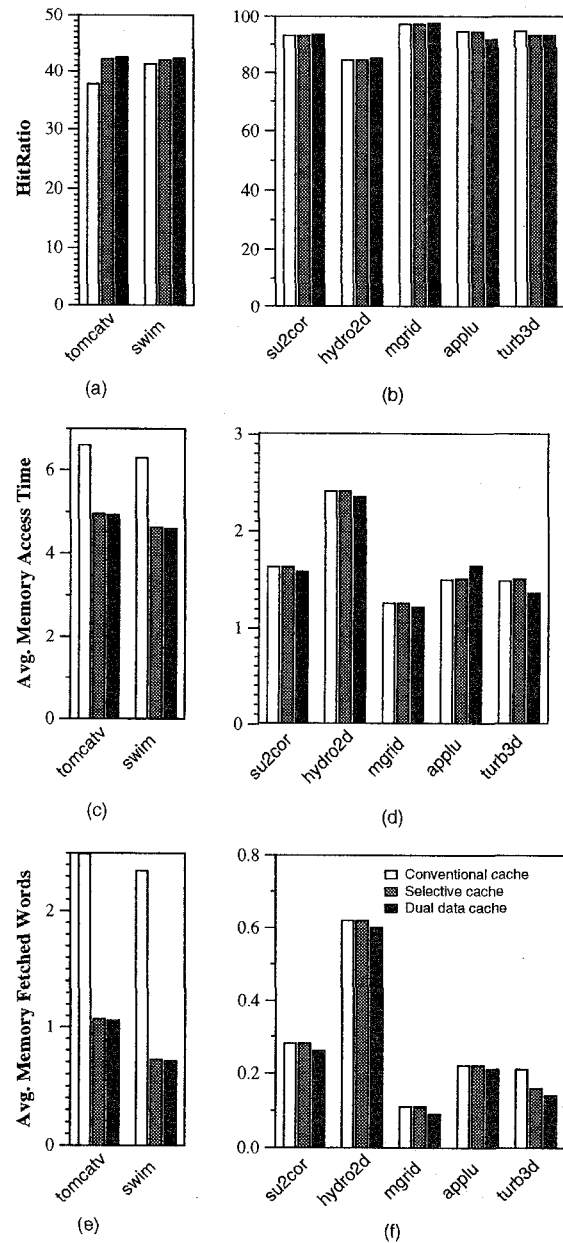 HitRatio
50
40
30
20
40
0
tomcatv
swim
(a)
100
80
60
40
20
0
su2cor
hydro2d
mgrid
applu
turb3d
(b)
Avg. Memory Access Time
6
4
2
0
tomcatv
swim
(c)
3
2
1
0
su2cor
hydro2d
mgrid
applu
turb3d
(d)
Avg. Memory Fetched Words
2
1
0
tomcatv
swim
(e)
0.8
0.6
0.4
0.2
0.0
Conventional cache
Selective cache
Dual data cache
su2cor
hydro2d
mgrid
applu
turb3d
(f)